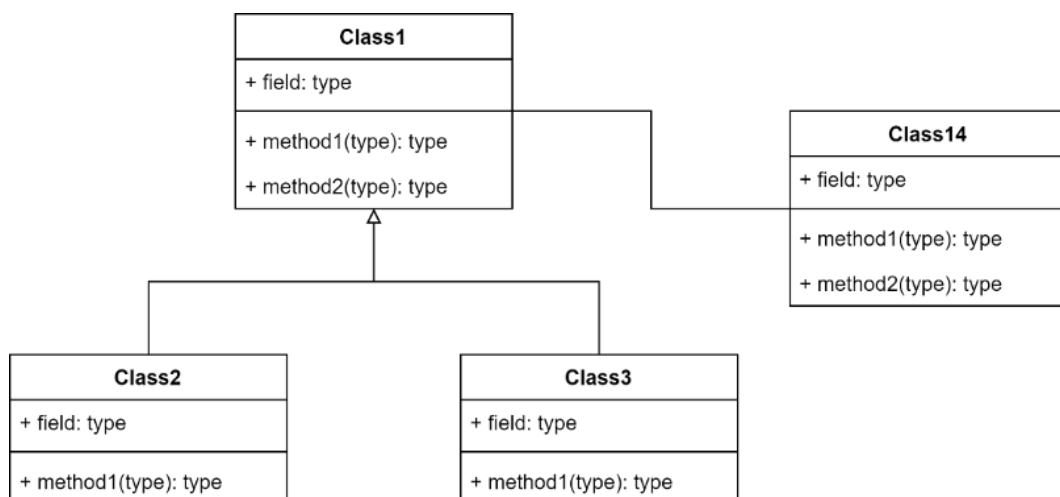 Class1
+ field: type
+ method1(type): type
+ method2(type): type
Class14
+ field: type
+ method1(type): type
+ method2(type): type
Class2
+ field: type
+ method1(type): type
Class3
+ field: type
+ method1(type): type